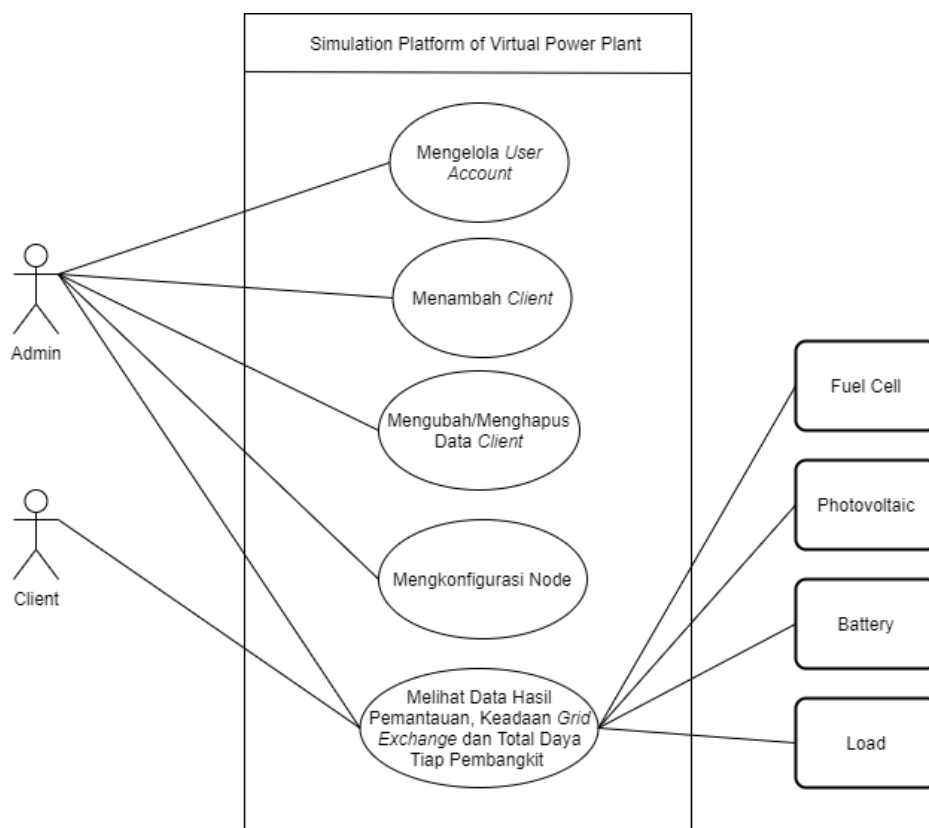 Simulation Platform of Virtual Power Plant
Mengelola User
Account
Menambah Client
Admin
Fuel Cell
Mengubah/Menghapus
Data Client
Photovoltaic
Client
Mengkonfigurasi Node
Battery
Melihat Data Hasil
Pemantauan, Keadaan Grid
Exchange dan Total Daya
Tiap Pembangkit
Load